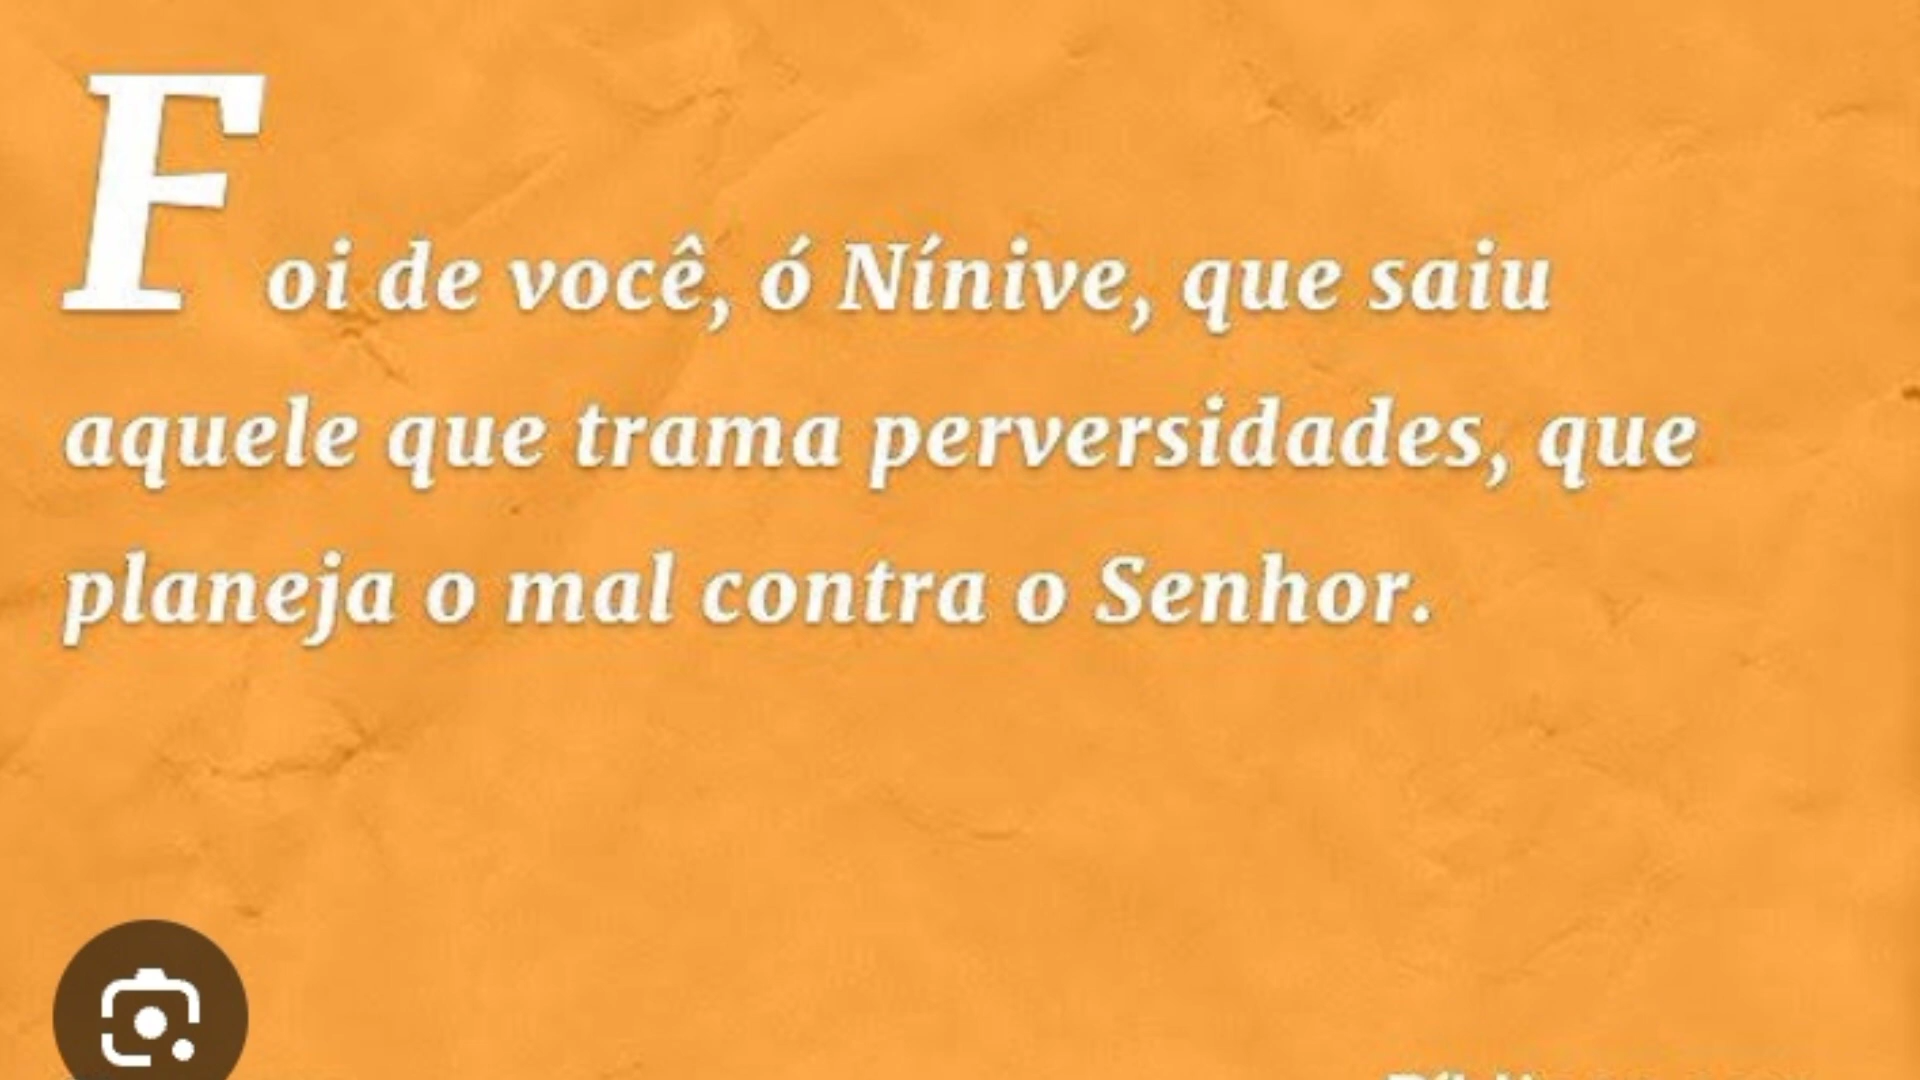 Foi de você, ó Nínive, que saiu
aquele que trama perversidades, que
planeja o mal contra o Senhor.